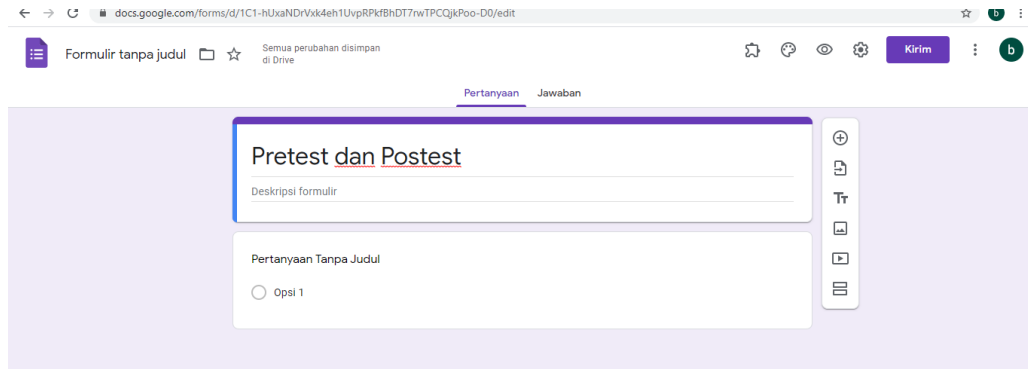 docs.google.com/forms/d/1C1-hUxaNDrVxk4eh1UvpRPkfBhDT7rwTPCQjkPoo-D0/edit
b
Formulir tanpa judul
Semua perubahan disimpan
di Drive
Kirim
b
Pertanyaan Jawaban
Pretest dan Postest
Deskripsi formulir
Tт
Pertanyaan Tanpa Judul
Opsi 1